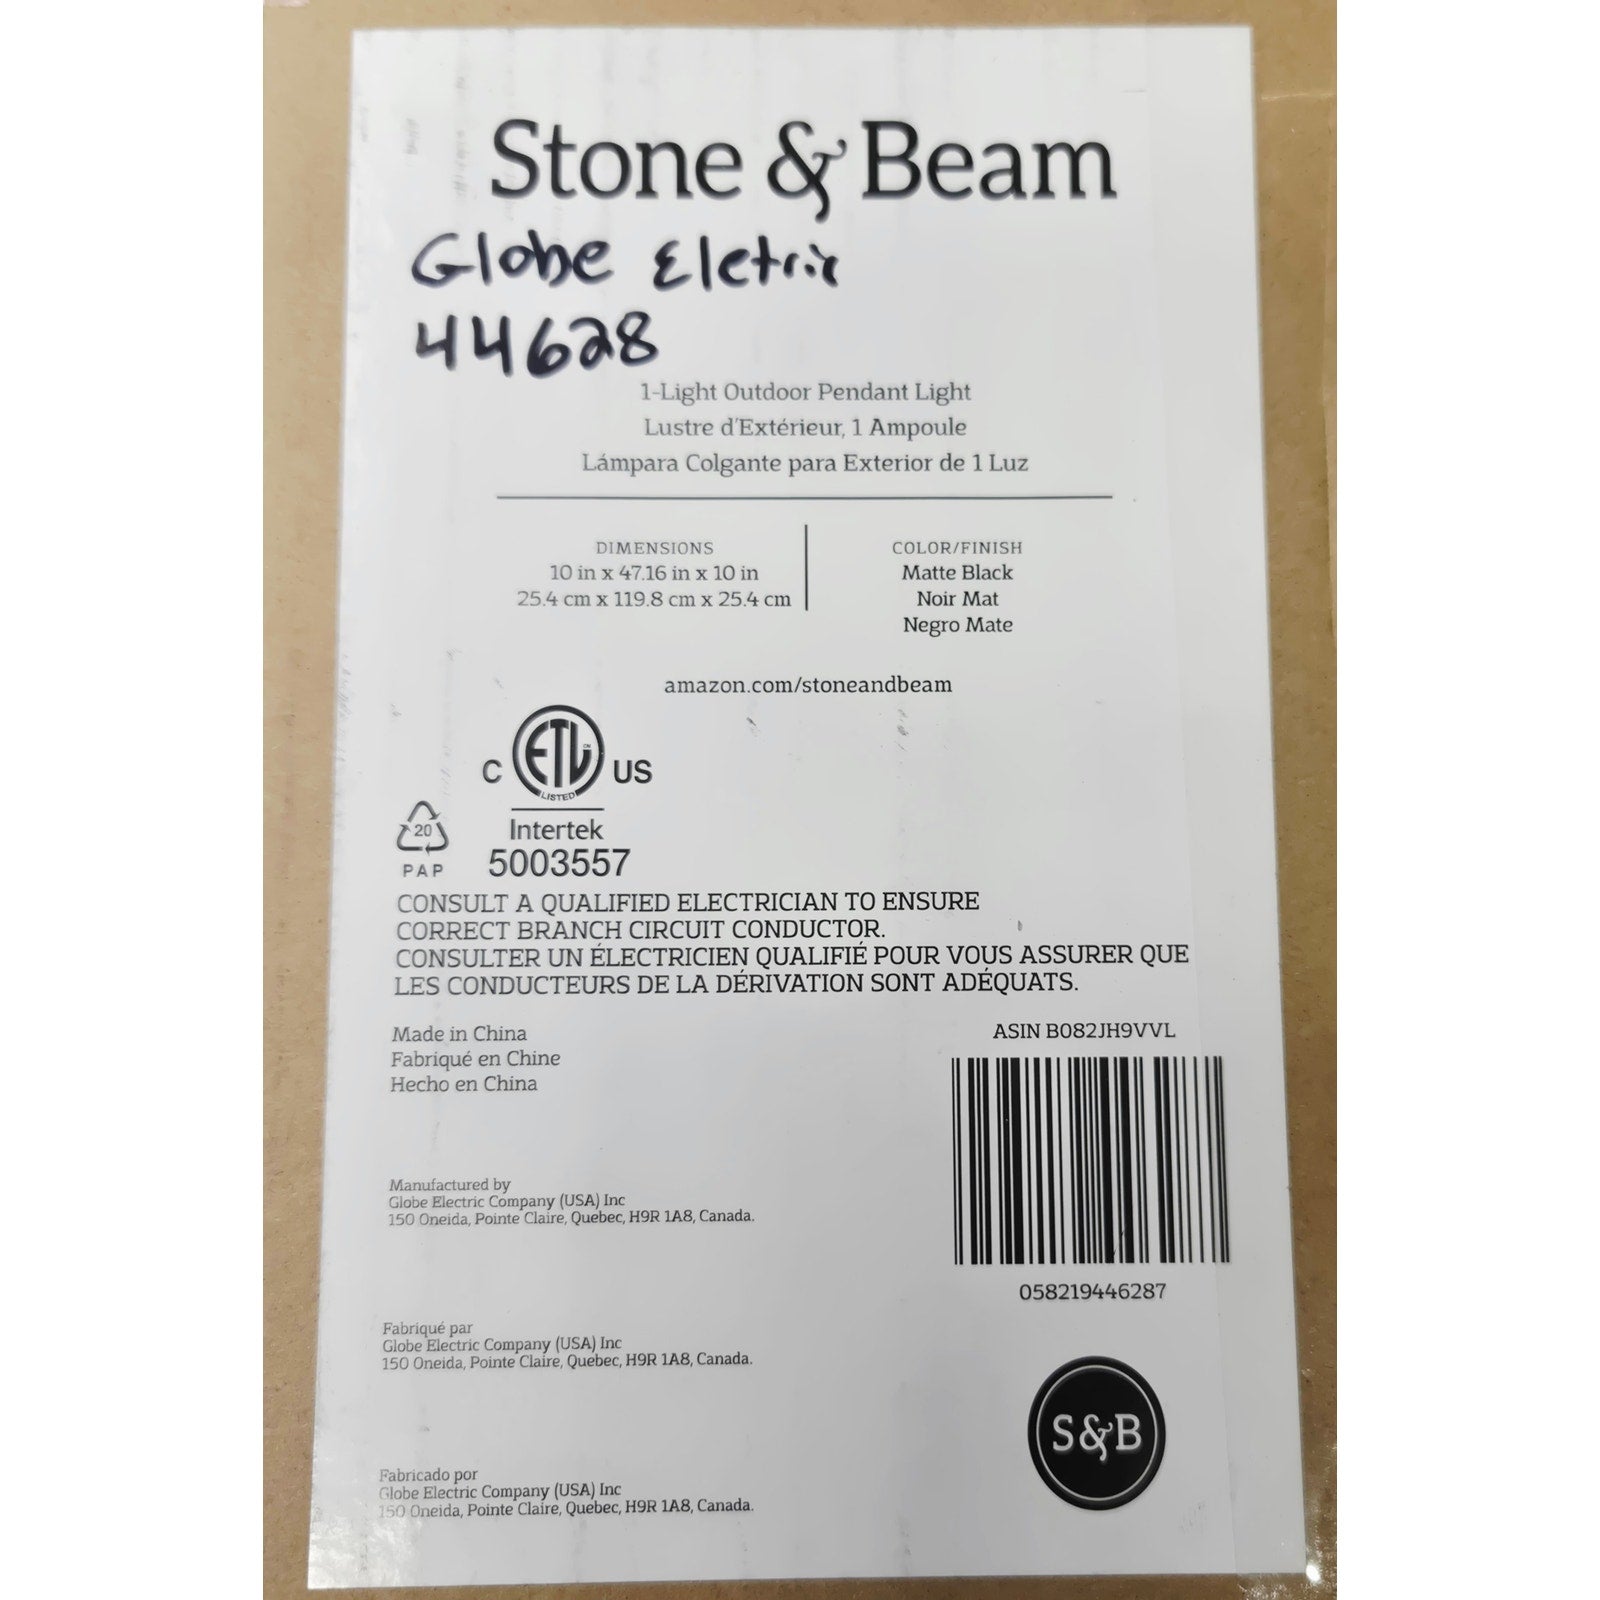 Stone & Beam
Globe Eletric
44628
1-Light Outdoor Pendant Light
Lustre d'Extérieur, 1 Ampoule
Lámpara Colgante para Exterior de 1 Luz
DIMENSIONS
10 in x 47.16 in x 10 in
25.4 cm x 119.8 cm x 25.4 cm
COLOR/FINISH
Matte Black
Noir Mat
Negro Mate
amazon.com/stoneandbeam
C ETL CM US
LISTED
Intertek
5003557
20
PAP
CONSULT A QUALIFIED ELECTRICIAN TO ENSURE
CORRECT BRANCH CIRCUIT CONDUCTOR.
CONSULTER UN ÉLECTRICIEN QUALIFIÉ POUR VOUS ASSURER QUE
LES CONDUCTEURS DE LA DÉRIVATION SONT ADÉQUATS.
Made in China
Fabriqué en Chine
Hecho en China
ASIN B082JH9VVL
058219446287
Manufactured by
Globe Electric Company (USA) Inc
150 Oneida, Pointe Claire, Quebec, H9R 1A8, Canada.
Fabriqué par
Globe Electric Company (USA) Inc
150 Oneida, Pointe Claire, Quebec, H9R 1A8, Canada.
S&B
Fabricado por
Globe Electric Company (USA) Inc
150 Oneida, Pointe Claire, Quebec, H9R 1A8, Canada.